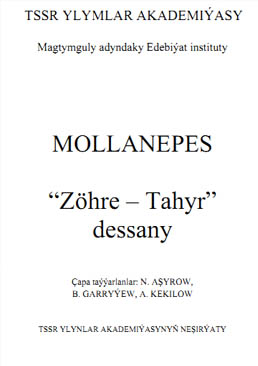 TSSR YLYMLAR AKADEMIÝASY
Magtymguly adyndaky Edebiýat instituty
MOLLANEPES
“Zöhre – Tahyr”
dessany
Çapa taýýarlanlar: N. AŞYROW,
B. GARRYÝEW, A. KEKILOW
TSSR YLYNLAR AKADEMIÝASYNYŇ NEŞIRÝATY